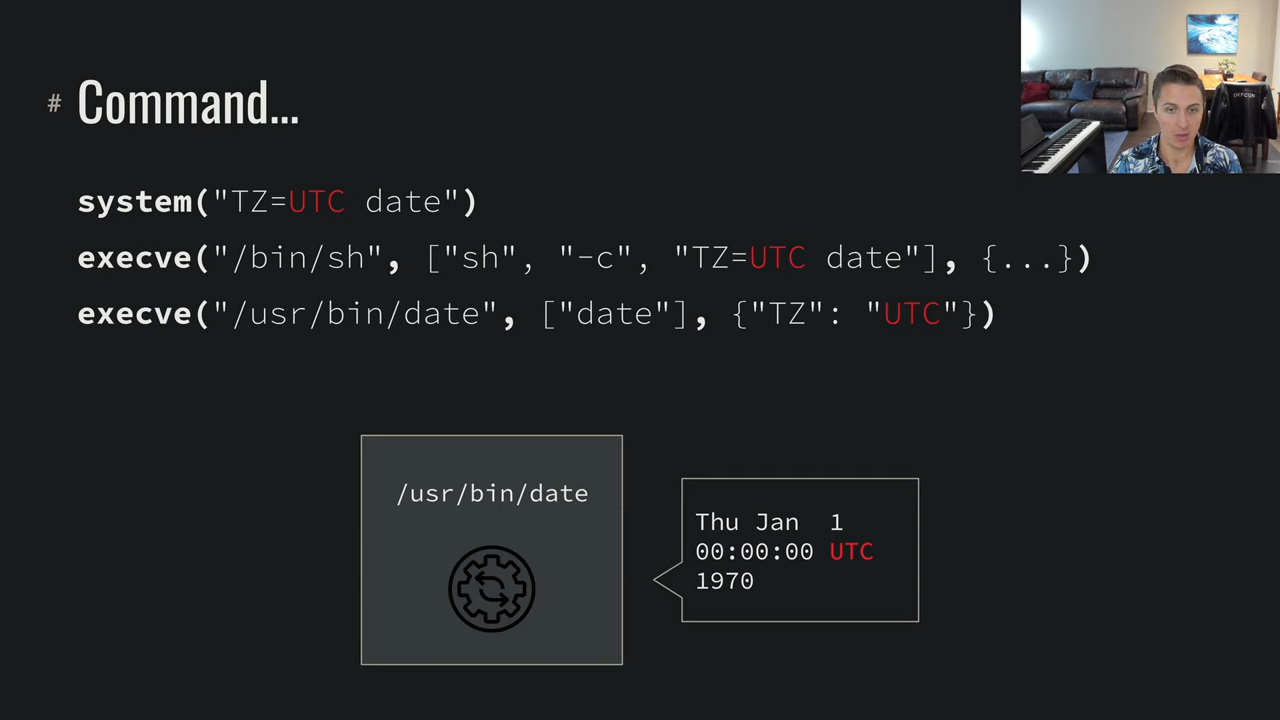 # Command...
system("TZ=UTC date")
execve("/bin/sh", ["sh", "-c", "TZ=UTC date"], {...})
execve("/usr/bin/date", ["date"], {"TZ": "UTC"})
/usr/bin/date
Thu Jan  1
00:00:00 UTC
1970
DEFCON